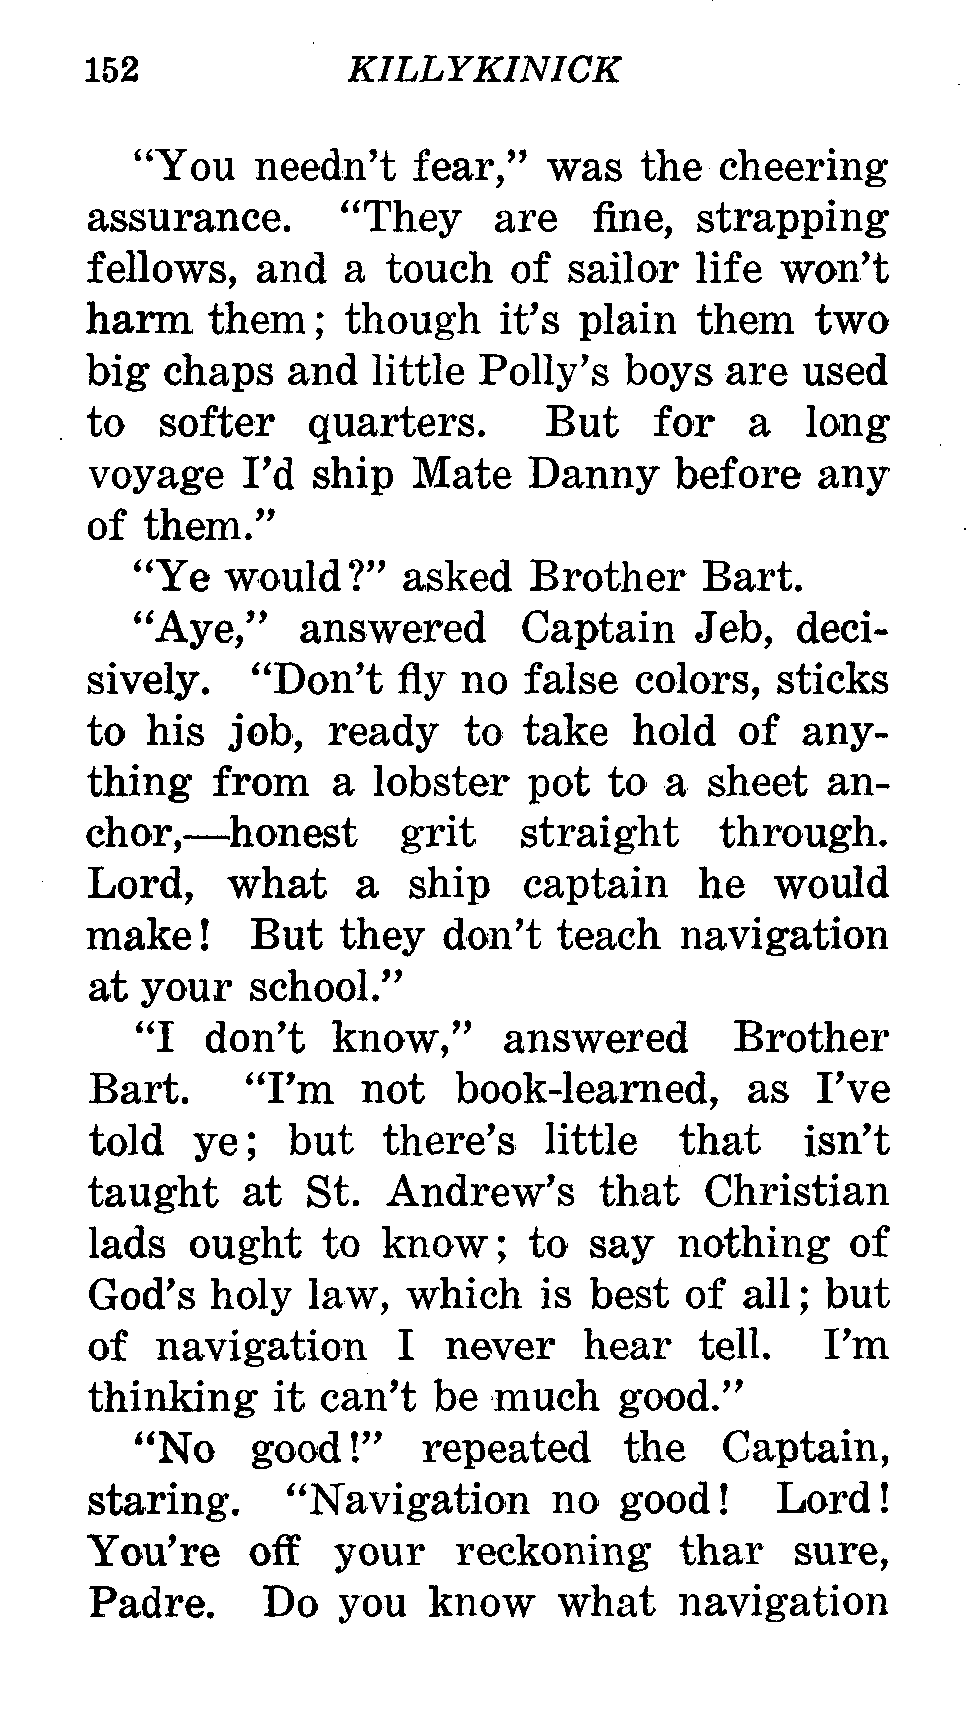 152 KILLYKINICK
“You needn’t fear,” was the cheering
assurance. “They are fine, strapping
fellows, and a touch of sailor life won’t
harm them; though it’s plain them two
big chaps and little Polly’s boys are used
to softer quarters. But for a long
voyage I’d ship Mate Danny before any
of them.”
“Ye would?” asked Brother Bart.
“Aye,” answered Captain Jeb, deci-
sively. “Don’t fly no false colors, sticks
to his job, ready to take hold of any-
thing from a lobster pot to a sheet an-
chor,—honest grit straight through.
Lord, what a ship captain he would
make! But they don’t teach navigation
at your school.”
“I don’t know,” answered Brother
Bart. “I’m not book-learned, as I’ve
told ye; but there’s little that isn’t
taught at St. Andrew’s that Christian
lads ought to know; to say nothing of
God’s holy law, which is best of all; but
of navigation I never hear tell. I’m
thinking it can’t be much good.”
“No good!” repeated the Captain,
staring. “Navigation no good! Lord!
You’re off your reckoning thar sure,
Padre. Do you know what navigation